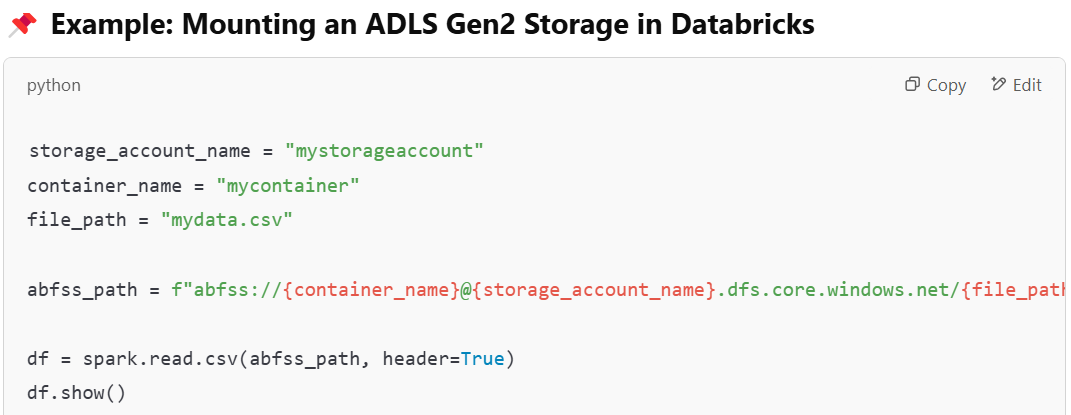 📌 Example: Mounting an ADLS Gen2 Storage in Databricks
python
Copy
Edit
storage_account_name = "mystorageaccount"
container_name = "mycontainer"
file_path = "mydata.csv"
abfss_path = f"abfss://{container_name}@{storage_account_name}.dfs.core.windows.net/{file_path
df = spark.read.csv(abfss_path, header=True)
df.show()